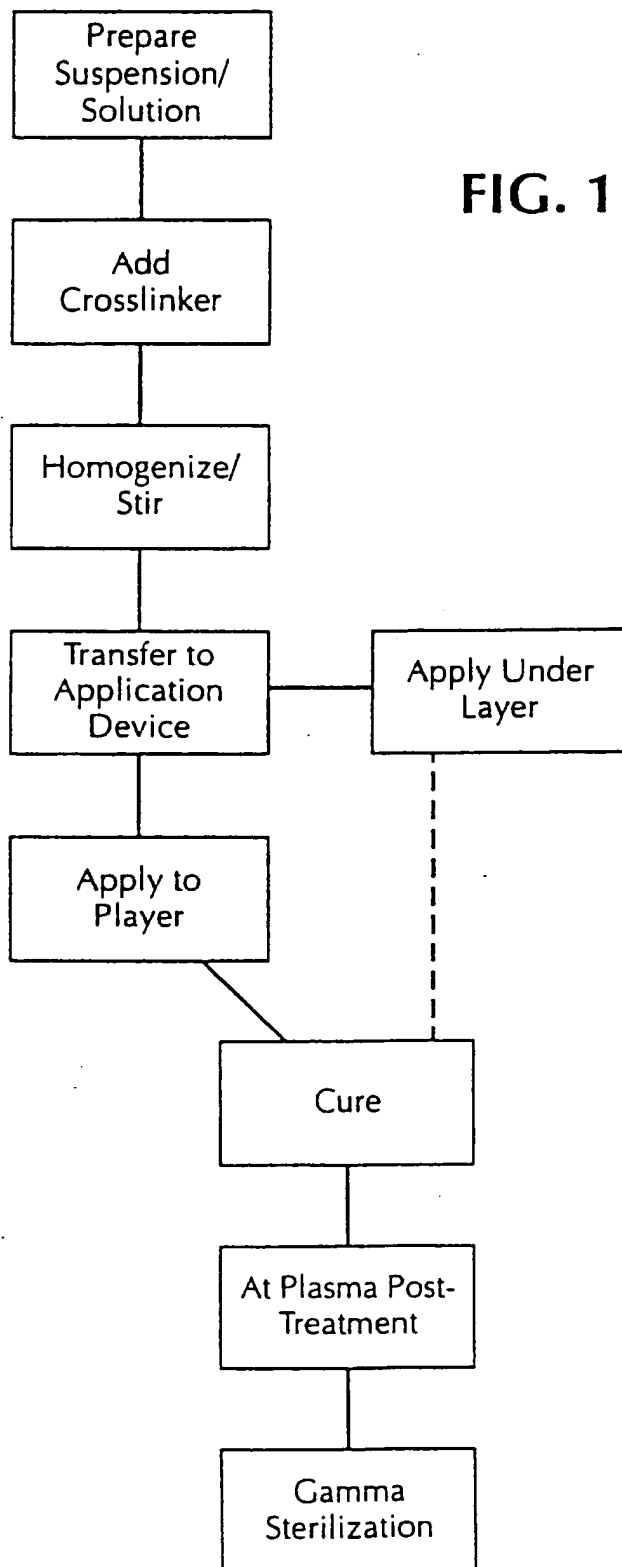 Prepare
Suspension/
Solution
FIG. 1
Add
Crosslinker
Homogenize/
Stir
Transfer to
Application
Device
Apply Under
Layer
Apply to
Player
Cure
At Plasma Post-
Treatment
Gamma
Sterilization